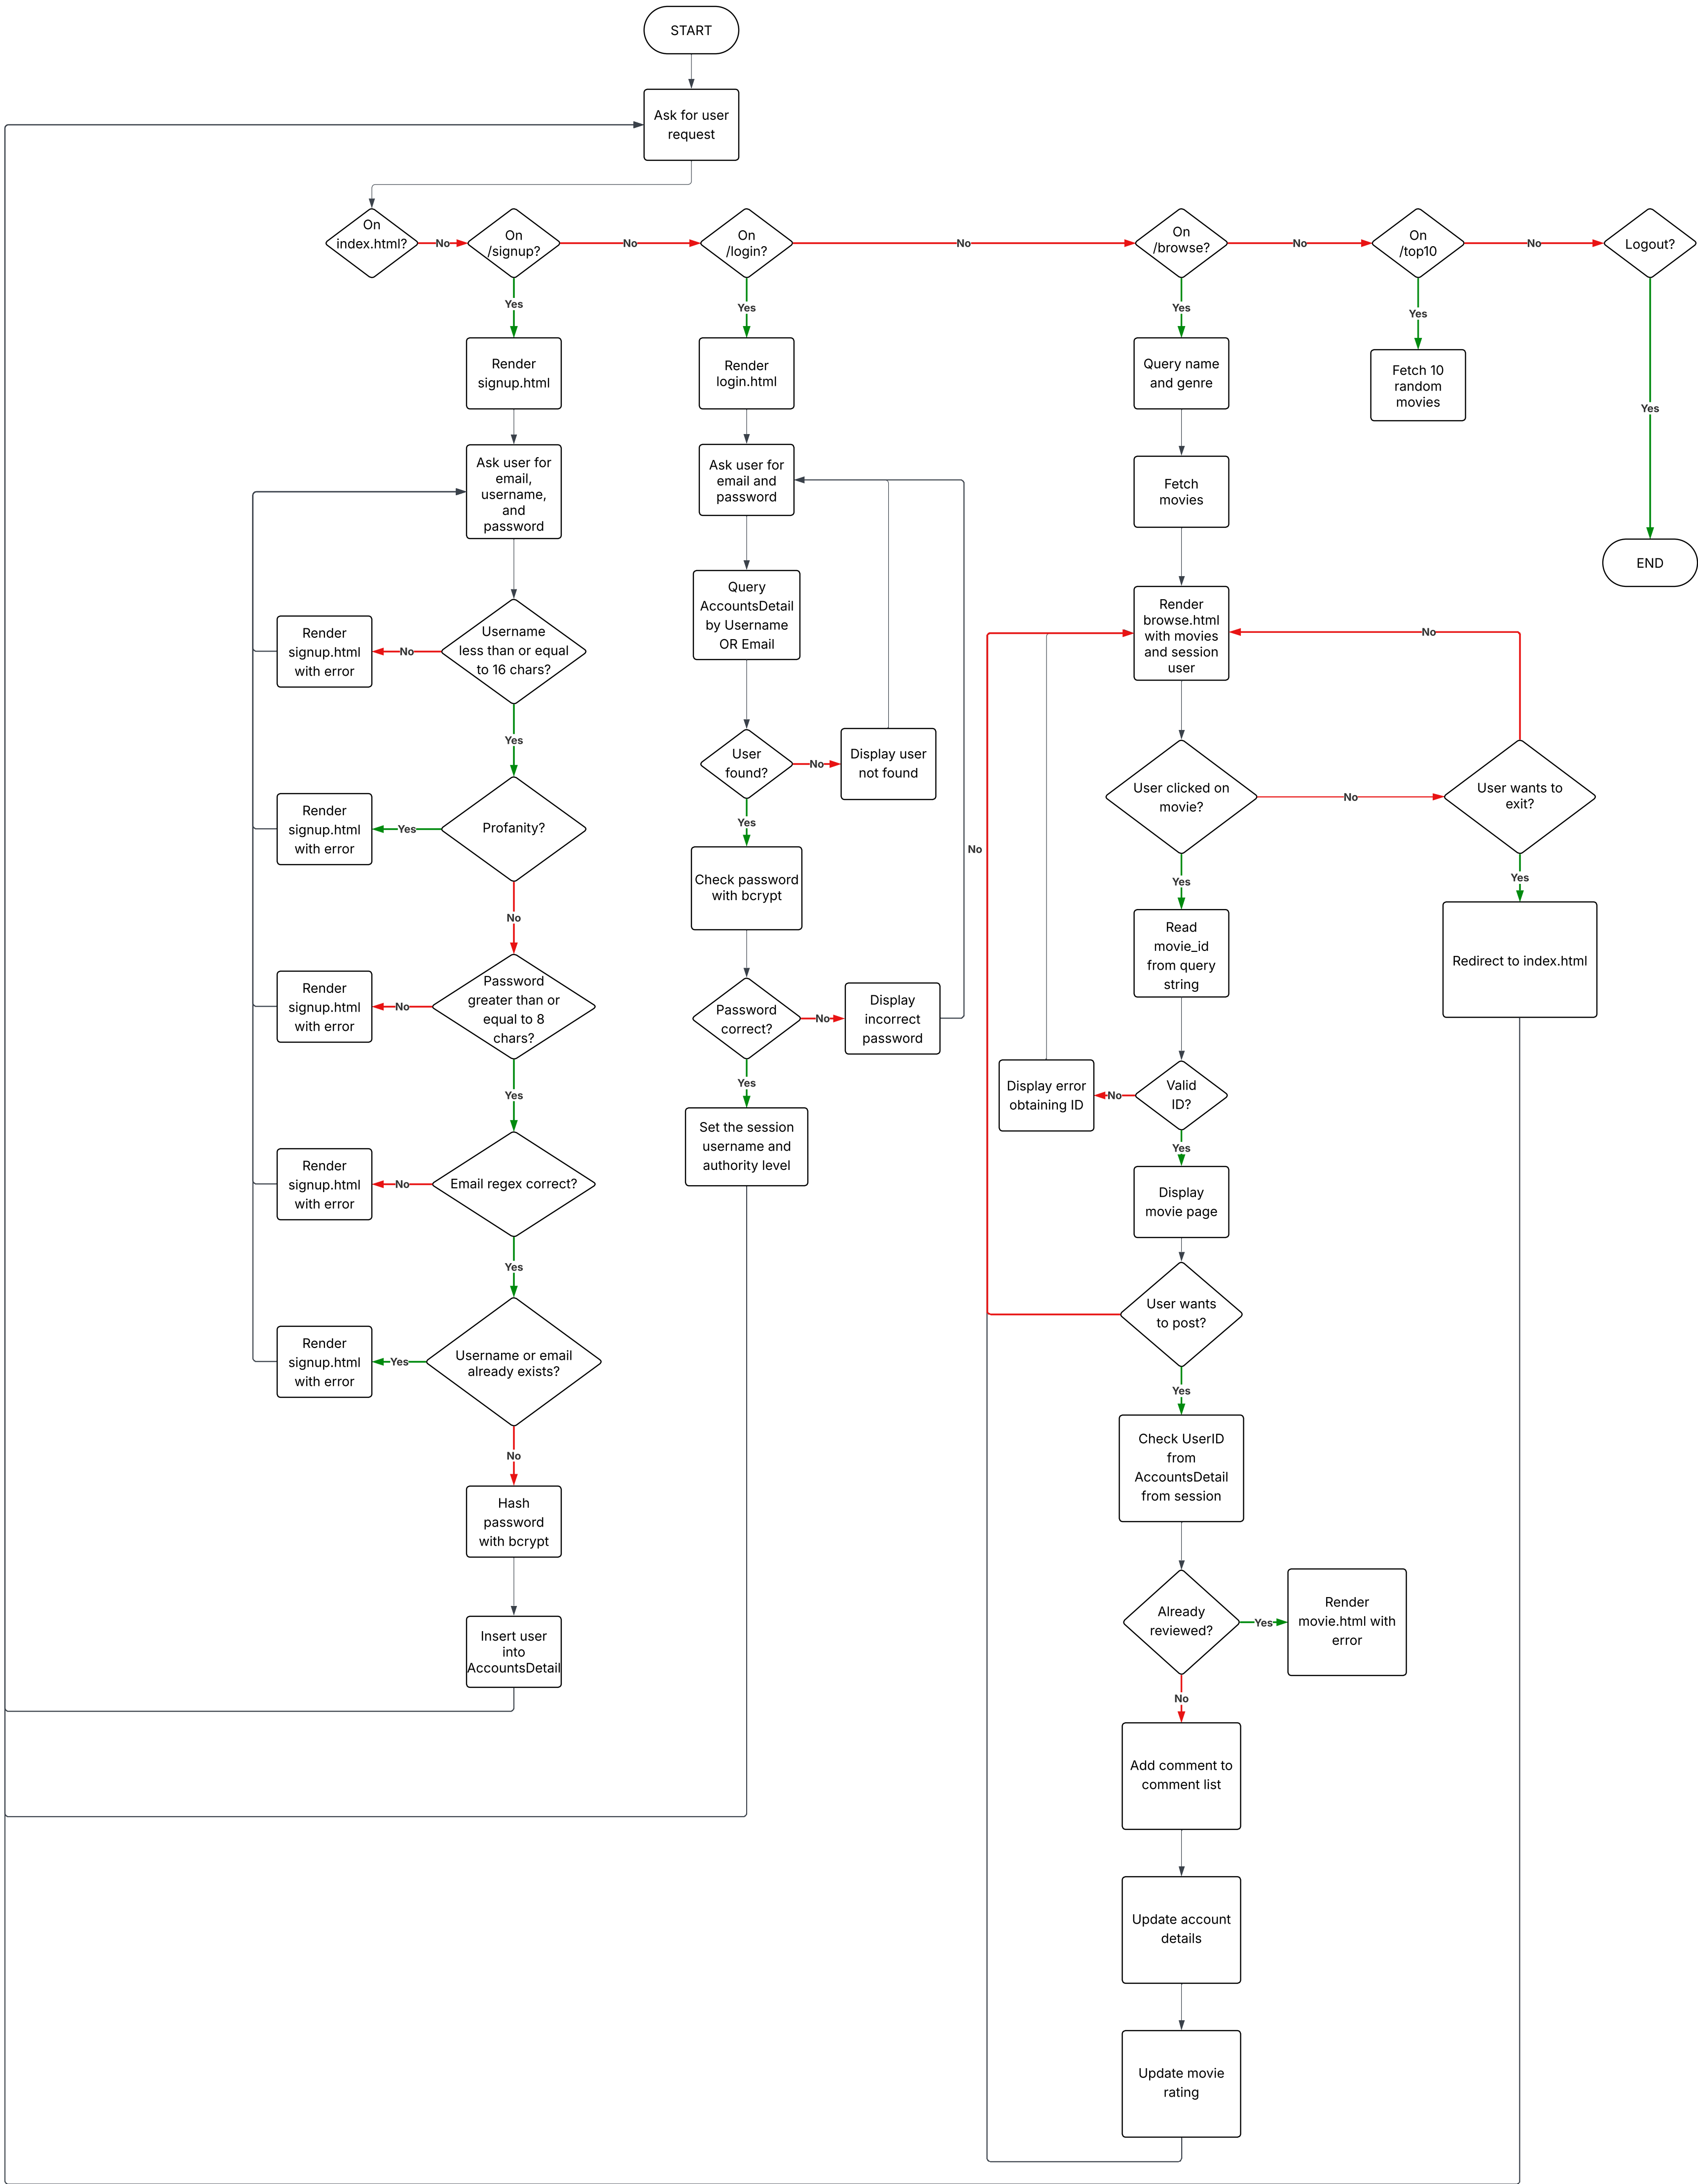 START
Ask for user
request
On
index.html?
No
On
/signup?
No
On
/login?
No
On
/browse?
No
On
/top10
No
Logout?
Yes
Yes
Yes
Yes
Yes
Render
signup.html
Render
login.html
Query name
and genre
Fetch 10
random
movies
Ask user for
email,
username,
and
password
Ask user for
email and
password
Fetch
movies
END
Query
AccountsDetail
by Username
OR Email
Render
browse.html
with movies
and session
user
No
Render
signup.html
with error
No
Username
less than or equal
to 16 chars?
Yes
User
found?
No
Display user
not found
Yes
User clicked on
movie?
No
User wants to
exit?
Yes
Yes
Render
signup.html
with error
Yes
Profanity?
No
Check password
with bcrypt
No
Read
movie_id
from query
string
Redirect to index.html
Render
signup.html
with error
No
Password
greater than or
equal to 8
chars?
Yes
Password
correct?
No
Display
incorrect
password
Yes
Display error
obtaining ID
No
Valid
ID?
Yes
Set the session
username and
authority level
Render
signup.html
with error
No
Email regex correct?
Yes
Display
movie page
User wants
to post?
Yes
Render
signup.html
with error
Yes
Username or email
already exists?
No
Check UserID
from
AccountsDetail
from session
Hash
password
with bcrypt
Already
reviewed?
Yes
Render
movie.html with
error
No
Insert user
into
AccountsDetail
Add comment to
comment list
Update account
details
Update movie
rating